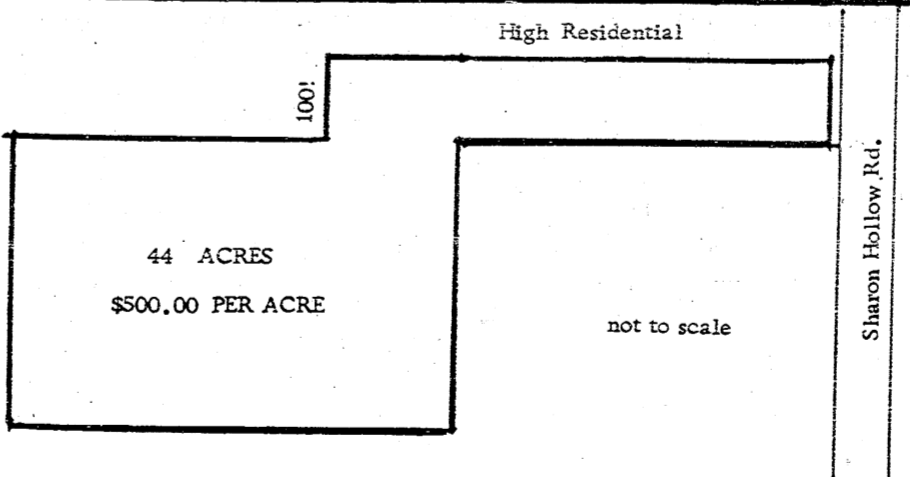 High Residential
100!
Sharon Hollow Rd.
44 ACRES
$500.00 PER ACRE
not to scale